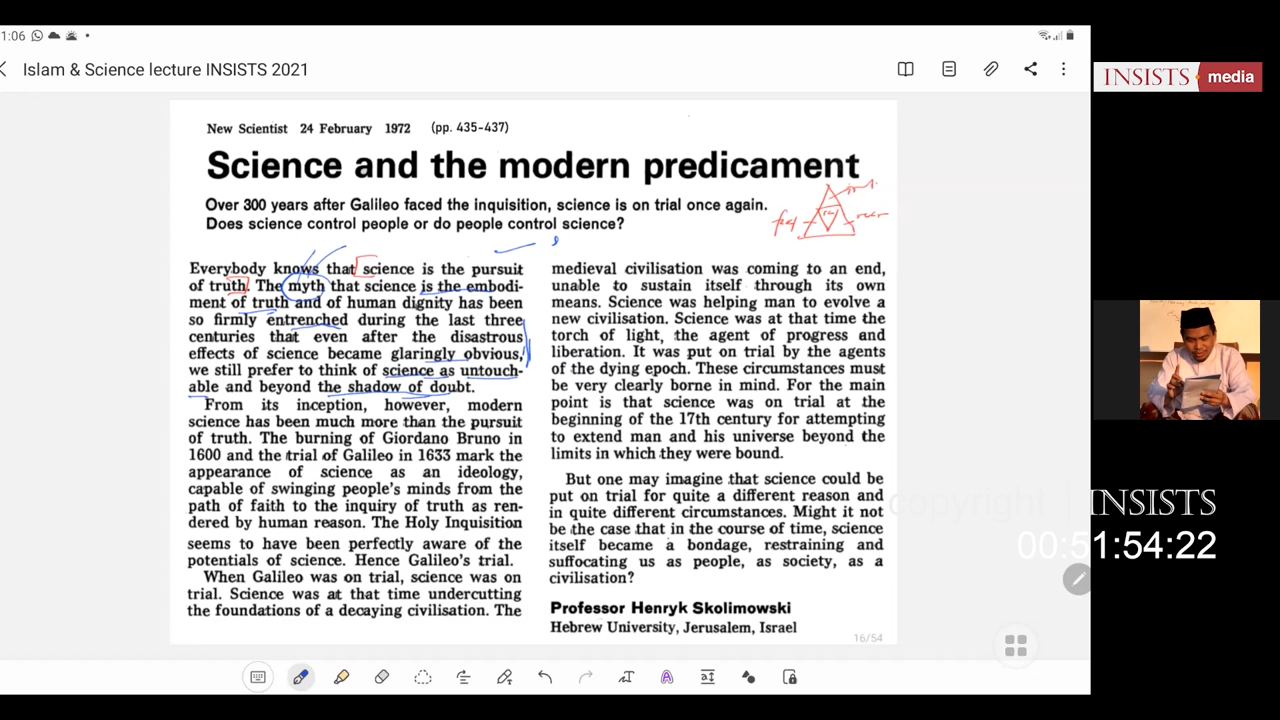 1:06
Islam & Science lecture INSISTS 2021
INSISTS media
New Scientist 24 February 1972 (pp. 435-437)
Science and the modern predicament
Over 300 years after Galileo faced the inquisition, science is on trial once again.
Does science control people or do people control science?
Everybody knows that science is the pursuit
of truth. The myth that science is the embodi-
ment of truth and of human dignity has been
so firmly entrenched during the last three
centuries that even after the disastrous
effects of science became glaringly obvious,
we still prefer to think of science as untouch-
able and beyond the shadow of doubt.
From its inception, however, modern
science has been much more than the pursuit
of truth. The burning of Giordano Bruno in
1600 and the trial of Galileo in 1633 mark the
appearance of science as an ideology,
capable of swinging people's minds from the
path of faith to the inquiry of truth as ren-
dered by human reason. The Holy Inquisition
seems to have been perfectly aware of the
potentials of science. Hence Galileo's trial.
When Galileo was on trial, science was on
trial. Science was at that time undercutting
the foundations of a decaying civilisation. The
medieval civilisation was coming to an end,
unable to sustain itself through its own
means. Science was helping man to evolve a
new civilisation. Science was at that time the
torch of light, the agent of progress and
liberation. It was put on trial by the agents
of the dying epoch. These circumstances must
be very clearly borne in mind. For the main
point is that science was on trial at the
beginning of the 17th century for attempting
to extend man and his universe beyond the
limits in which they were bound.
But one may imagine that science could be
put on trial for quite a different reason and
in quite different circumstances. Might it not
be the case that in the course of time, science
itself became a bondage, restraining and
suffocating us as people, as society, as a
civilisation?
Professor Henryk Skolimowski
Hebrew University, Jerusalem, Israel
16/54
copyright | INSISTS
00:51:54:22